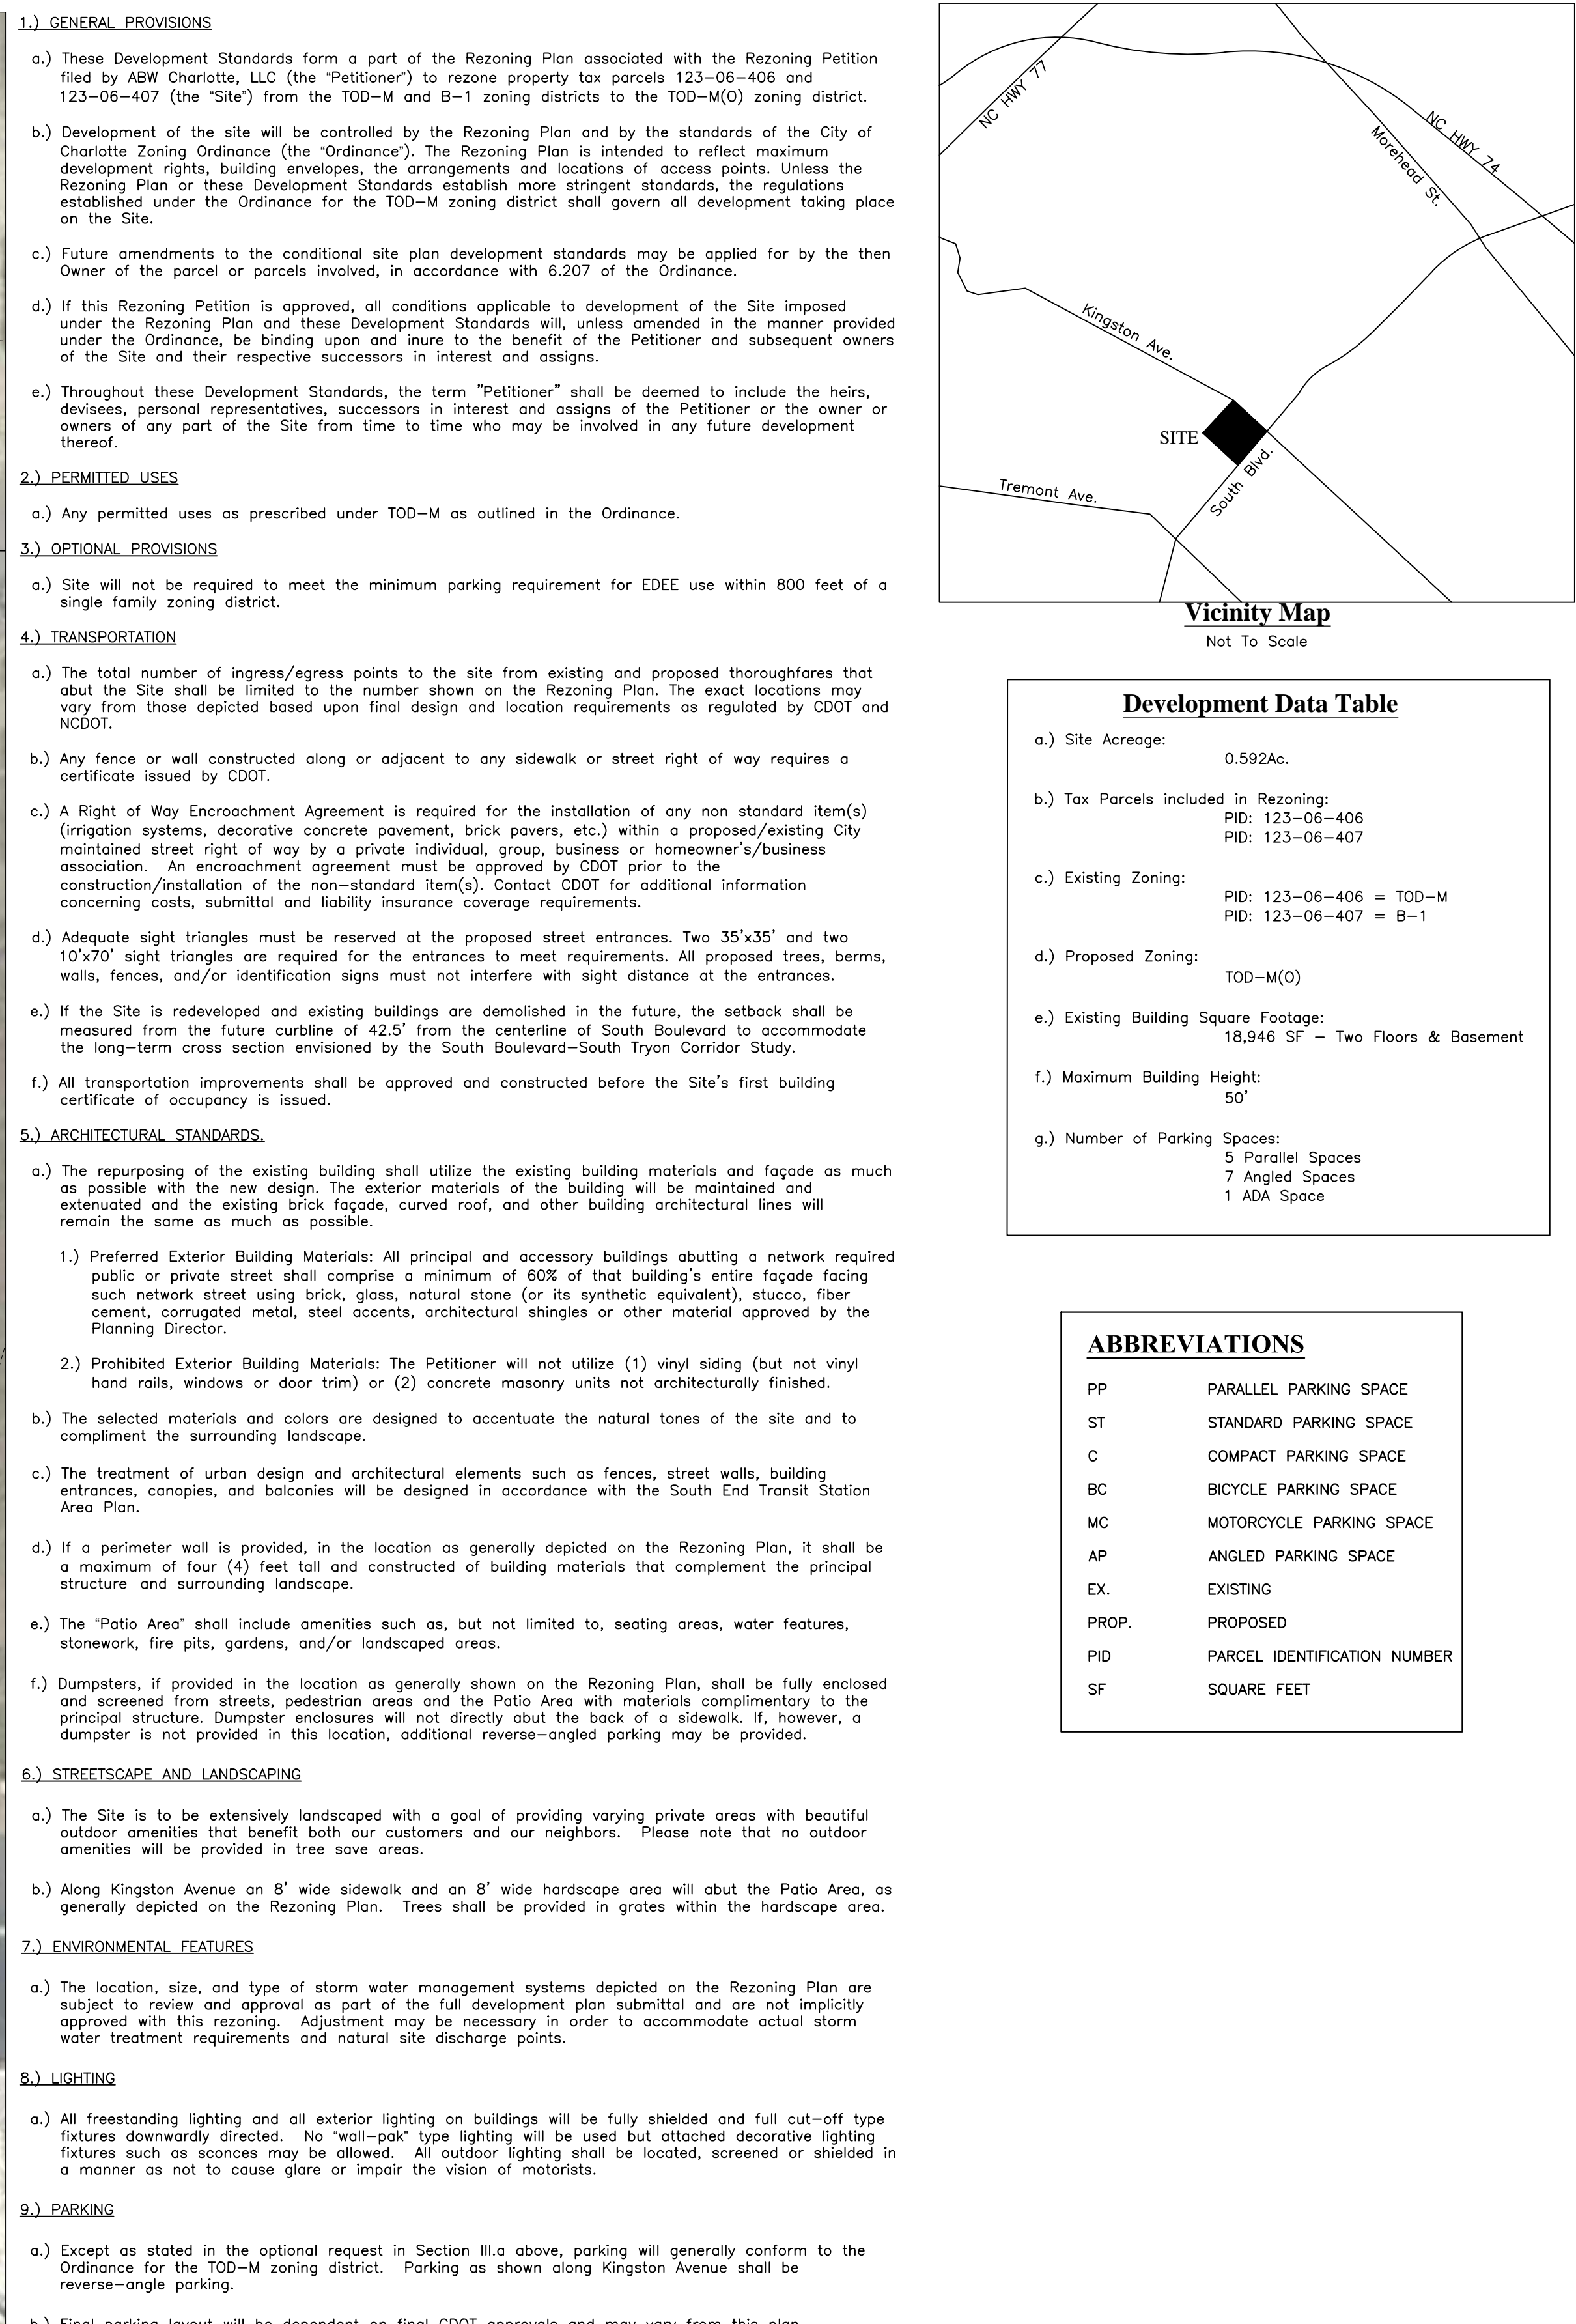 1.) GENERAL PROVISIONS
a.) These Development Standards form a part of the Rezoning Plan associated with the Rezoning Petition
filed by ABW Charlotte, LLC (the “Petitioner”) to rezone property tax parcels 123-06-406 and
123-06-407 (the “Site”) from the TOD-M and B-1 zoning districts to the TOD-M(O) zoning district.
b.) Development of the site will be controlled by the Rezoning Plan and by the standards of the City of
Charlotte Zoning Ordinance (the “Ordinance”). The Rezoning Plan is intended to reflect maximum
development rights, building envelopes, the arrangements and locations of access points. Unless the
Rezoning Plan or these Development Standards establish more stringent standards, the regulations
established under the Ordinance for the TOD-M zoning district shall govern all development taking place
on the Site.
c.) Future amendments to the conditional site plan development standards may be applied for by the then
Owner of the parcel or parcels involved, in accordance with 6.207 of the Ordinance.
d.) If this Rezoning Petition is approved, all conditions applicable to development of the Site imposed
under the Rezoning Plan and these Development Standards will, unless amended in the manner provided
under the Ordinance, be binding upon and inure to the benefit of the Petitioner and subsequent owners
of the Site and their respective successors in interest and assigns.
e.) Throughout these Development Standards, the term "Petitioner" shall be deemed to include the heirs,
devisees, personal representatives, successors in interest and assigns of the Petitioner or the owner or
owners of any part of the Site from time to time who may be involved in any future development
thereof.
2.) PERMITTED USES
a.) Any permitted uses as prescribed under TOD-M as outlined in the Ordinance.
3.) OPTIONAL PROVISIONS
a.) Site will not be required to meet the minimum parking requirement for EDEE use within 800 feet of a
single family zoning district.
4.) TRANSPORTATION
a.) The total number of ingress/egress points to the site from existing and proposed thoroughfares that
abut the Site shall be limited to the number shown on the Rezoning Plan. The exact locations may
vary from those depicted based upon final design and location requirements as regulated by CDOT and
NCDOT.
b.) Any fence or wall constructed along or adjacent to any sidewalk or street right of way requires a
certificate issued by CDOT.
c.) A Right of Way Encroachment Agreement is required for the installation of any non standard item(s)
(irrigation systems, decorative concrete pavement, brick pavers, etc.) within a proposed/existing City
maintained street right of way by a private individual, group, business or homeowner's/business
association. An encroachment agreement must be approved by CDOT prior to the
construction/installation of the non-standard item(s). Contact CDOT for additional information
concerning costs, submittal and liability insurance coverage requirements.
d.) Adequate sight triangles must be reserved at the proposed street entrances. Two 35'x35' and two
10'x70' sight triangles are required for the entrances to meet requirements. All proposed trees, berms,
walls, fences, and/or identification signs must not interfere with sight distance at the entrances.
e.) If the Site is redeveloped and existing buildings are demolished in the future, the setback shall be
measured from the future curbline of 42.5' from the centerline of South Boulevard to accommodate
the long-term cross section envisioned by the South Boulevard-South Tryon Corridor Study.
f.) All transportation improvements shall be approved and constructed before the Site's first building
certificate of occupancy is issued.
5.) ARCHITECTURAL STANDARDS.
a.) The repurposing of the existing building shall utilize the existing building materials and façade as much
as possible with the new design. The exterior materials of the building will be maintained and
extenuated and the existing brick façade, curved roof, and other building architectural lines will
remain the same as much as possible.
1.) Preferred Exterior Building Materials: All principal and accessory buildings abutting a network required
public or private street shall comprise a minimum of 60% of that building's entire façade facing
such network street using brick, glass, natural stone (or its synthetic equivalent), stucco, fiber
cement, corrugated metal, steel accents, architectural shingles or other material approved by the
Planning Director.
2.) Prohibited Exterior Building Materials: The Petitioner will not utilize (1) vinyl siding (but not vinyl
hand rails, windows or door trim) or (2) concrete masonry units not architecturally finished.
b.) The selected materials and colors are designed to accentuate the natural tones of the site and to
compliment the surrounding landscape.
c.) The treatment of urban design and architectural elements such as fences, street walls, building
entrances, canopies, and balconies will be designed in accordance with the South End Transit Station
Area Plan.
d.) If a perimeter wall is provided, in the location as generally depicted on the Rezoning Plan, it shall be
a maximum of four (4) feet tall and constructed of building materials that complement the principal
structure and surrounding landscape.
e.) The “Patio Area” shall include amenities such as, but not limited to, seating areas, water features,
stonework, fire pits, gardens, and/or landscaped areas.
f.) Dumpsters, if provided in the location as generally shown on the Rezoning Plan, shall be fully enclosed
and screened from streets, pedestrian areas and the Patio Area with materials complimentary to the
principal structure. Dumpster enclosures will not directly abut the back of a sidewalk. If, however, a
dumpster is not provided in this location, additional reverse-angled parking may be provided.
6.) STREETSCAPE AND LANDSCAPING
a.) The Site is to be extensively landscaped with a goal of providing varying private areas with beautiful
outdoor amenities that benefit both our customers and our neighbors. Please note that no outdoor
amenities will be provided in tree save areas.
b.) Along Kingston Avenue an 8' wide sidewalk and an 8' wide hardscape area will abut the Patio Area, as
generally depicted on the Rezoning Plan. Trees shall be provided in grates within the hardscape area.
7.) ENVIRONMENTAL FEATURES
a.) The location, size, and type of storm water management systems depicted on the Rezoning Plan are
subject to review and approval as part of the full development plan submittal and are not implicitly
approved with this rezoning. Adjustment may be necessary in order to accommodate actual storm
water treatment requirements and natural site discharge points.
8.) LIGHTING
a.) All freestanding lighting and all exterior lighting on buildings will be fully shielded and full cut-off type
fixtures downwardly directed. No “wall-pak” type lighting will be used but attached decorative lighting
fixtures such as sconces may be allowed. All outdoor lighting shall be located, screened or shielded in
a manner as not to cause glare or impair the vision of motorists.
9.) PARKING
a.) Except as stated in the optional request in Section III.a above, parking will generally conform to the
Ordinance for the TOD-M zoning district. Parking as shown along Kingston Avenue shall be
reverse-angle parking.
b.) Final parking layout will be dependent on final CDOT approvals and may vary from this plan
NC HWY 77
NC HWY 74
Morehead St.
Kingston Ave.
SITE
South Blvd.
Tremont Ave.
Vicinity Map
Not To Scale
Development Data Table
a.) Site Acreage:
0.592Ac.
b.) Tax Parcels included in Rezoning:
PID: 123-06-406
PID: 123-06-407
c.) Existing Zoning:
PID: 123-06-406 = TOD-M
PID: 123-06-407 = B-1
d.) Proposed Zoning:
TOD-M(O)
e.) Existing Building Square Footage:
18,946 SF - Two Floors & Basement
f.) Maximum Building Height:
50'
g.) Number of Parking Spaces:
5 Parallel Spaces
7 Angled Spaces
1 ADA Space
ABBREVIATIONS
PP PARALLEL PARKING SPACE
ST STANDARD PARKING SPACE
C COMPACT PARKING SPACE
BC BICYCLE PARKING SPACE
MC MOTORCYCLE PARKING SPACE
AP ANGLED PARKING SPACE
EX. EXISTING
PROP. PROPOSED
PID PARCEL IDENTIFICATION NUMBER
SF SQUARE FEET